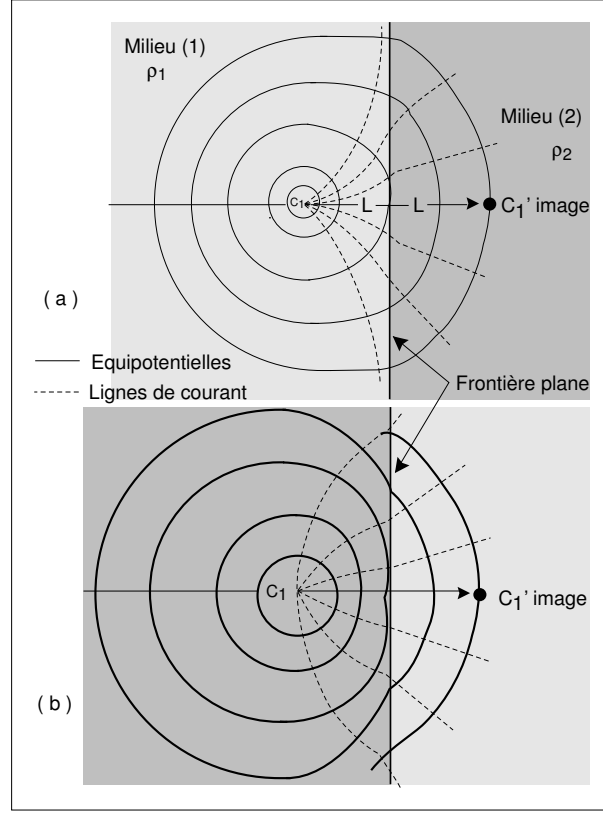 Milieu (1)
ρ1
Milieu (2)
ρ2
C1
L
L
C1' image
( a )
Equipotentielles
Lignes de courant
Frontière plane
C1
C1' image
( b )